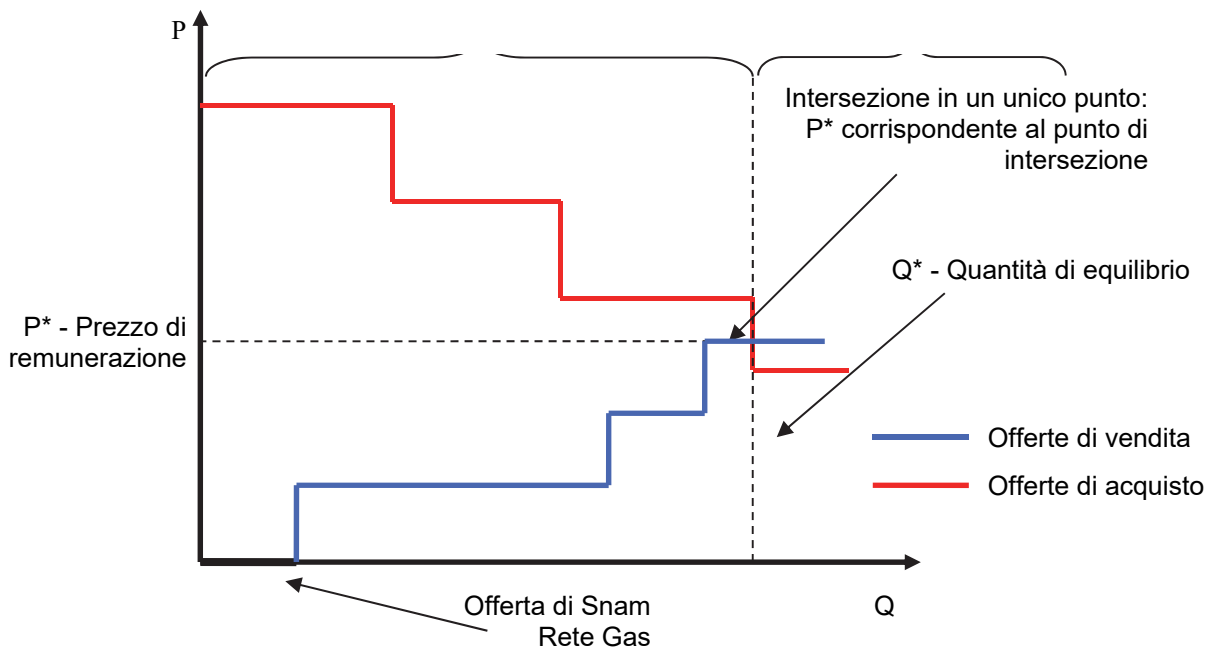 P
Intersezione in un unico punto:
P* corrispondente al punto di
intersezione
Q* - Quantità di equilibrio
P* - Prezzo di
remunerazione
Offerte di vendita
Offerte di acquisto
Offerta di Snam
Rete Gas
Q